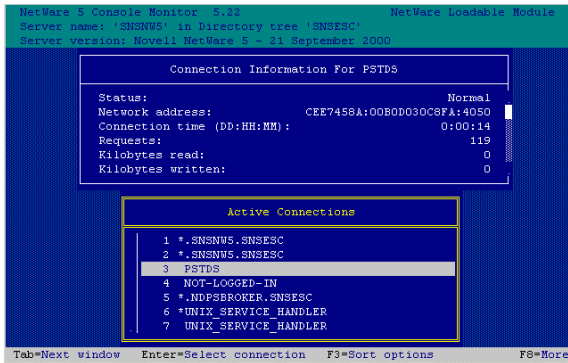 NetWare 5 Console Monitor 5.22 NetWare Loadable Module
Server name: 'SNSNW5' in Directory tree 'SNSESC'
Server version: Novell NetWare 5 - 21 September 2000
Connection Information For PSTDS
Status: Normal
Network address: CEE7458A:00B0D030C8FA:4050
Connection time (DD:HH:MM): 0:00:14
Requests: 119
Kilobytes read: 0
Kilobytes written: 0
Active Connections
1 *.SNSNW5.SNSESC
2 *.SNSNW5.SNSESC
3 PSTDS
4 NOT-LOGGED-IN
5 *.NDPSBROKER.SNSESC
6 *UNIX_SERVICE_HANDLER
7 UNIX_SERVICE_HANDLER
Tab=Next window Enter=Select connection F3=Sort options F8=More